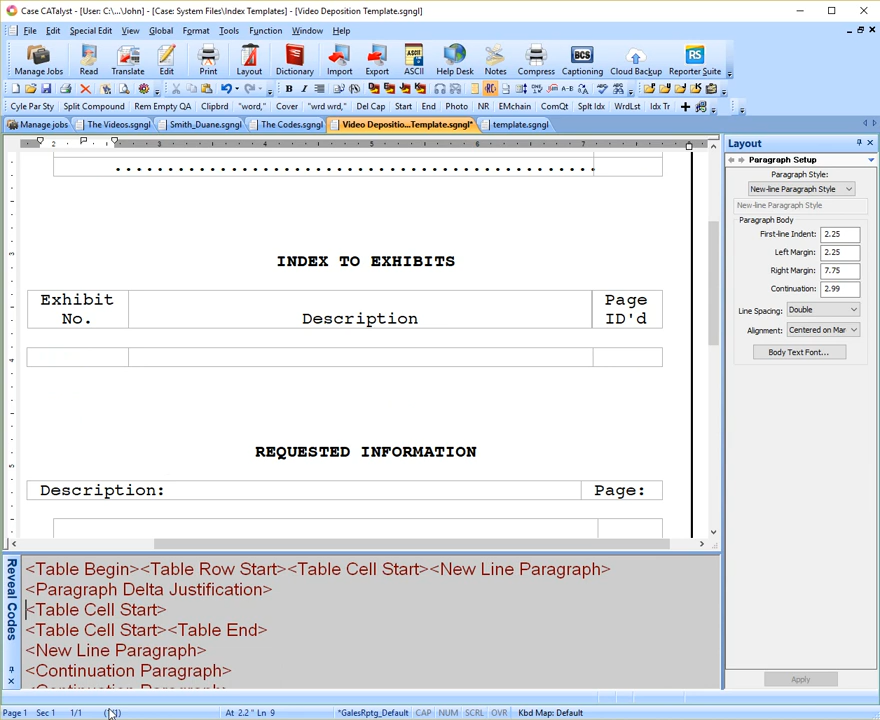 Case CATalyst - [User: C:\...\John] - [Case: System Files\Index Templates] - [Video Deposition Template.sgngl]
File Edit Special Edit View Global Format Tools Function Window Help
Manage Jobs Read Translate Edit Print Layout Dictionary Import Export ASCII Help Desk Notes Compress Captioning Cloud Backup Reporter Suite
Cyle Par Sty Split Compound Rem Empty QA Clipbrd "word," Cover "wrd wrd," Del Cap Start End Photo NR EMchain ComQt Splt Idx WrdLst Idx Tr
Manage jobs The Videos.sgngl Smith_Duane.sgngl The Codes.sgngl Video Depositio...Template.sgngl* template.sgngl
Layout
Paragraph Setup
Paragraph Style:
New-line Paragraph Style
New-line Paragraph Style
Paragraph Body
First-line Indent: 2.25
Left Margin: 2.25
Right Margin: 7.75
Continuation: 2.99
Line Spacing: Double
Alignment: Centered on Mar
Body Text Font...
Apply
2 3 4 5 6 7
3
4
5
INDEX TO EXHIBITS
Exhibit No. Description Page ID'd
REQUESTED INFORMATION
Description: Page:
Reveal Codes
<Table Begin><Table Row Start><Table Cell Start><New Line Paragraph>
<Paragraph Delta Justification>
<Table Cell Start>
<Table Cell Start><Table End>
<New Line Paragraph>
<Continuation Paragraph>
Page 1 Sec 1 1/1 At 2.2" Ln 9 *GalesRptg_Default CAP NUM SCRL OVR Kbd Map: Default